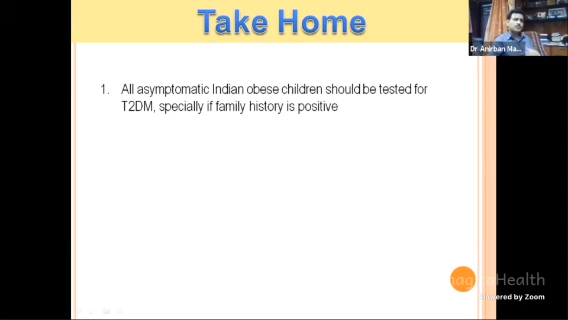 Take Home
Dr Anirban Ma...
1. All asymptomatic Indian obese children should be tested for
T2DM, specially if family history is positive
Health
Powered by Zoom